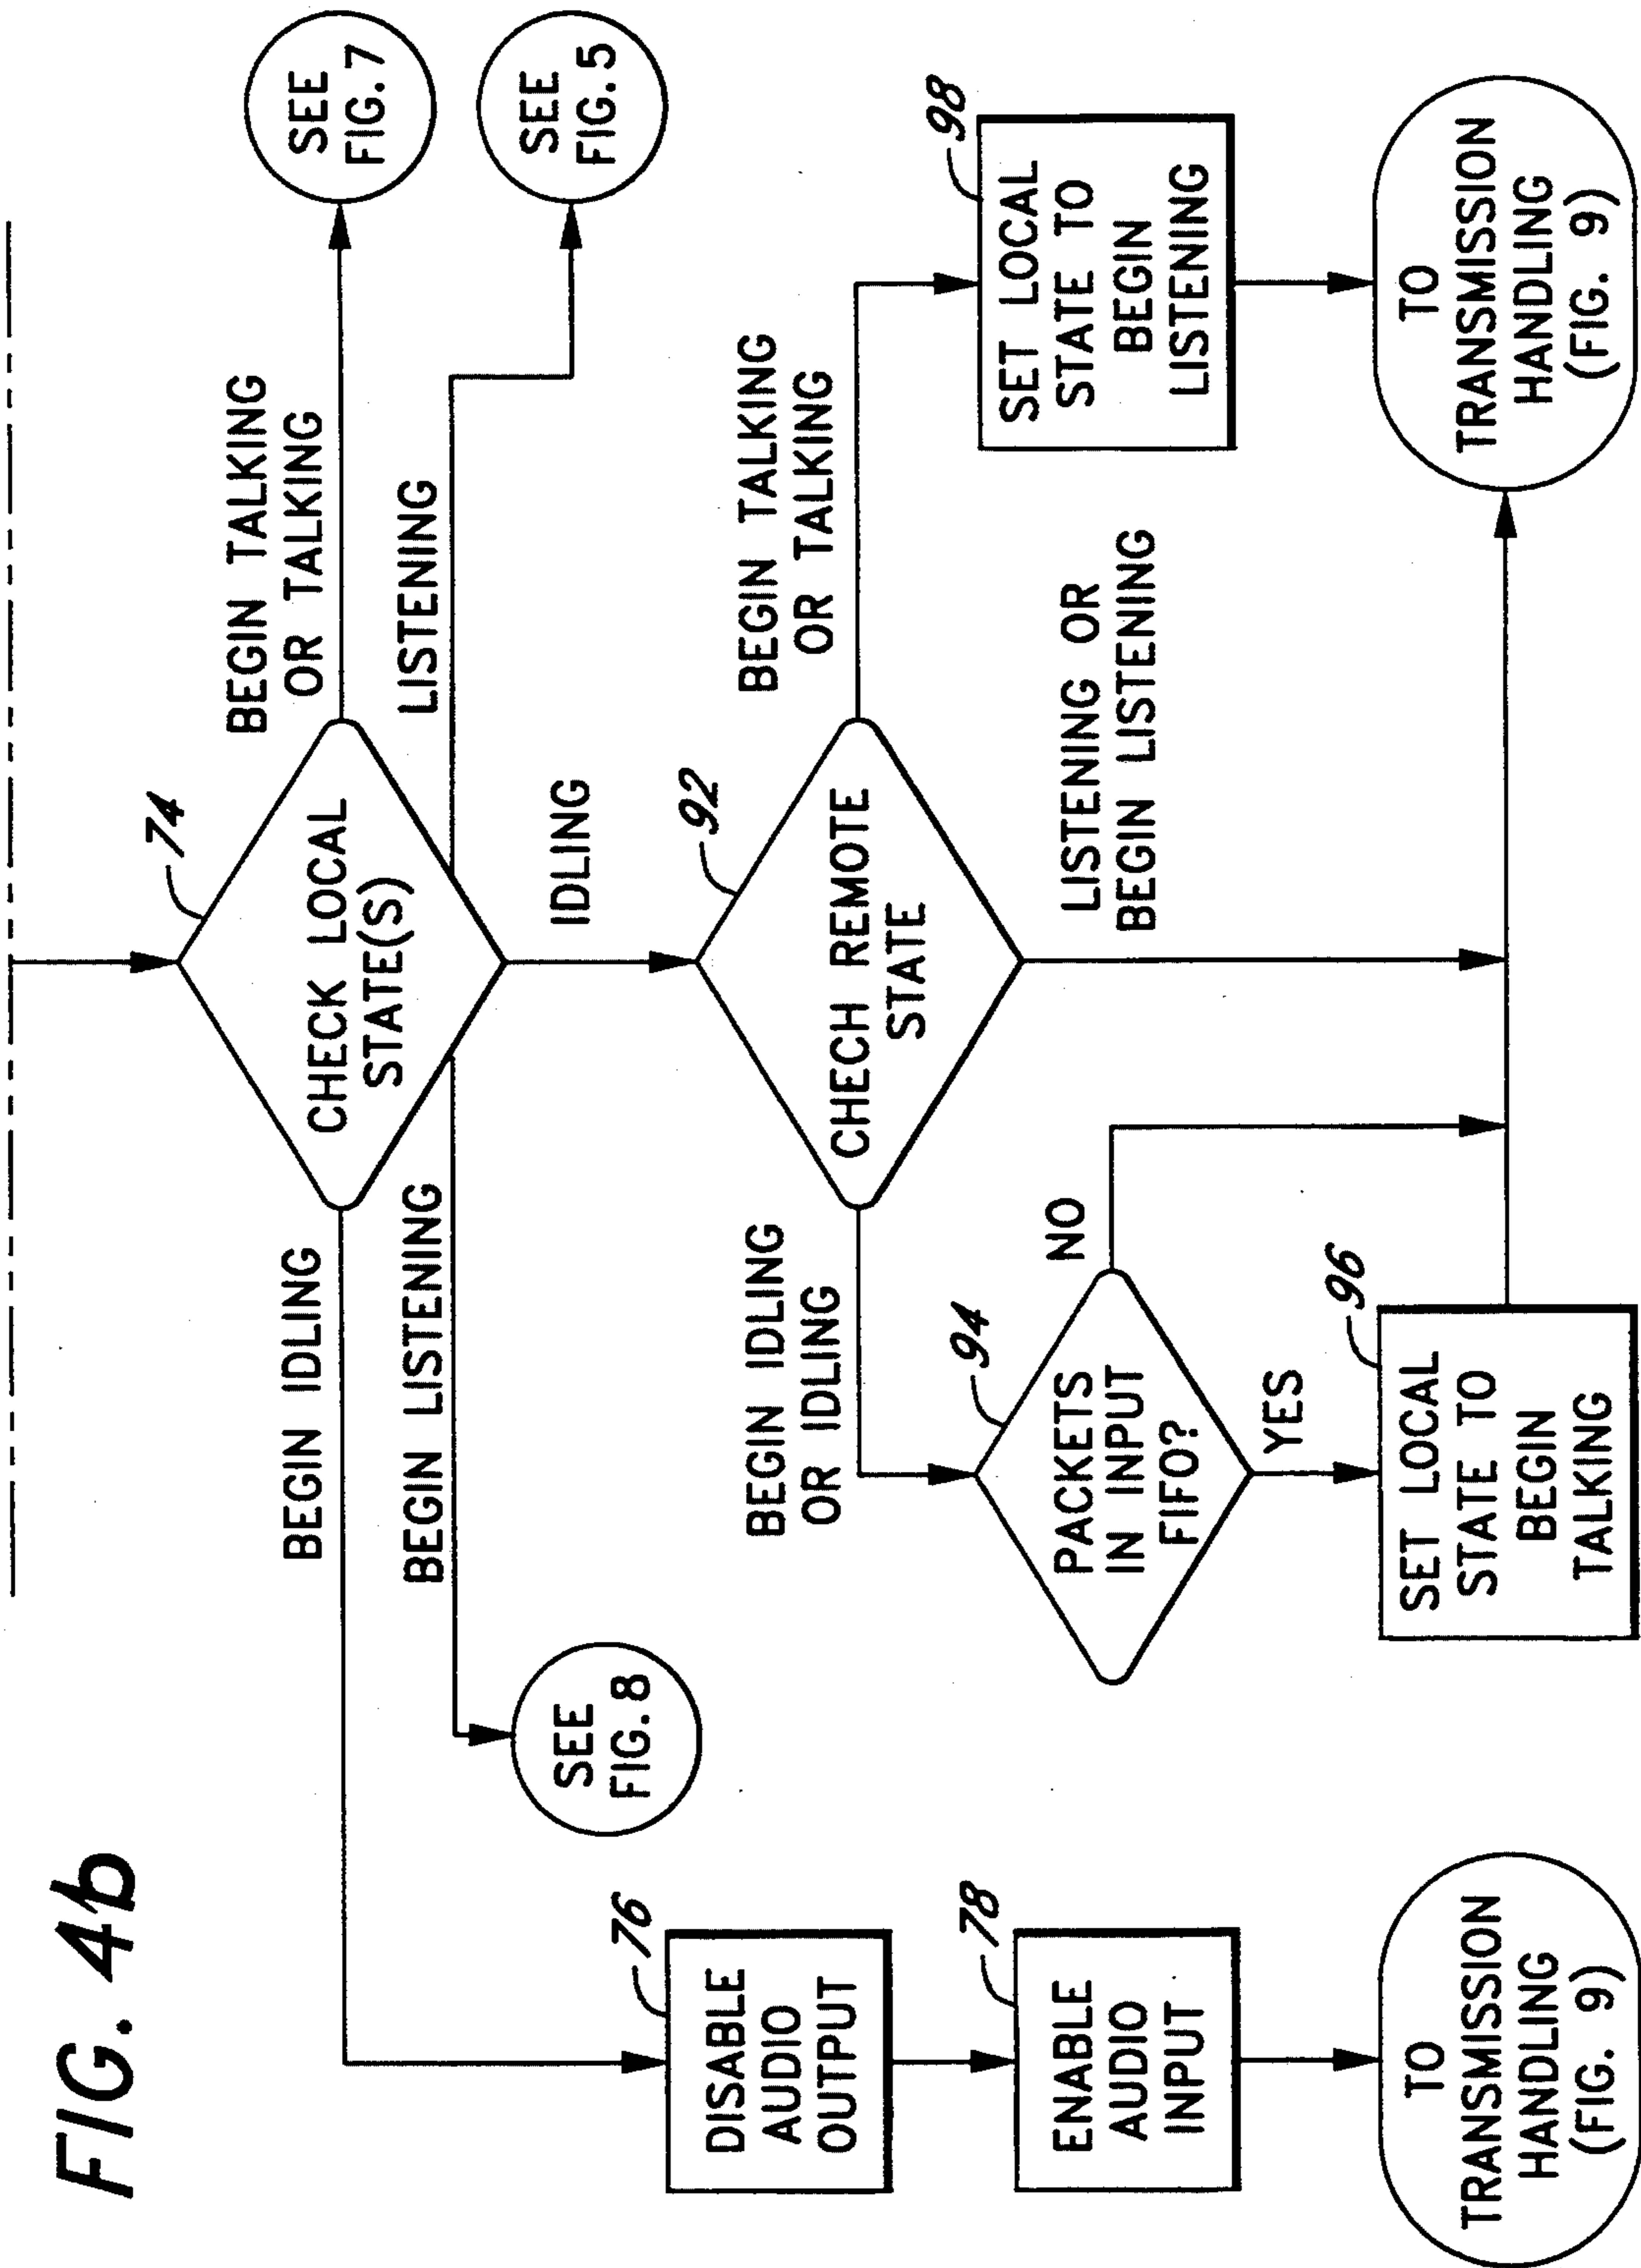 FIG. 4b
74
CHECK LOCAL
STATE(S)
BEGIN TALKING
OR TALKING
SEE
FIG. 7
LISTENING
SEE
FIG. 5
BEGIN IDLING
BEGIN LISTENING
SEE
FIG. 8
IDLING
76
DISABLE
AUDIO
OUTPUT
78
ENABLE
AUDIO
INPUT
TO
TRANSMISSION
HANDLING
(FIG. 9)
92
CHECH REMOTE
STATE
BEGIN IDLING
OR IDLING
94
PACKETS
IN INPUT
FIFO?
NO
YES
96
SET LOCAL
STATE TO
BEGIN
TALKING
LISTENING OR
BEGIN LISTENING
BEGIN TALKING
OR TALKING
98
SET LOCAL
STATE TO
BEGIN
LISTENING
TO
TRANSMISSION
HANDLING
(FIG. 9)